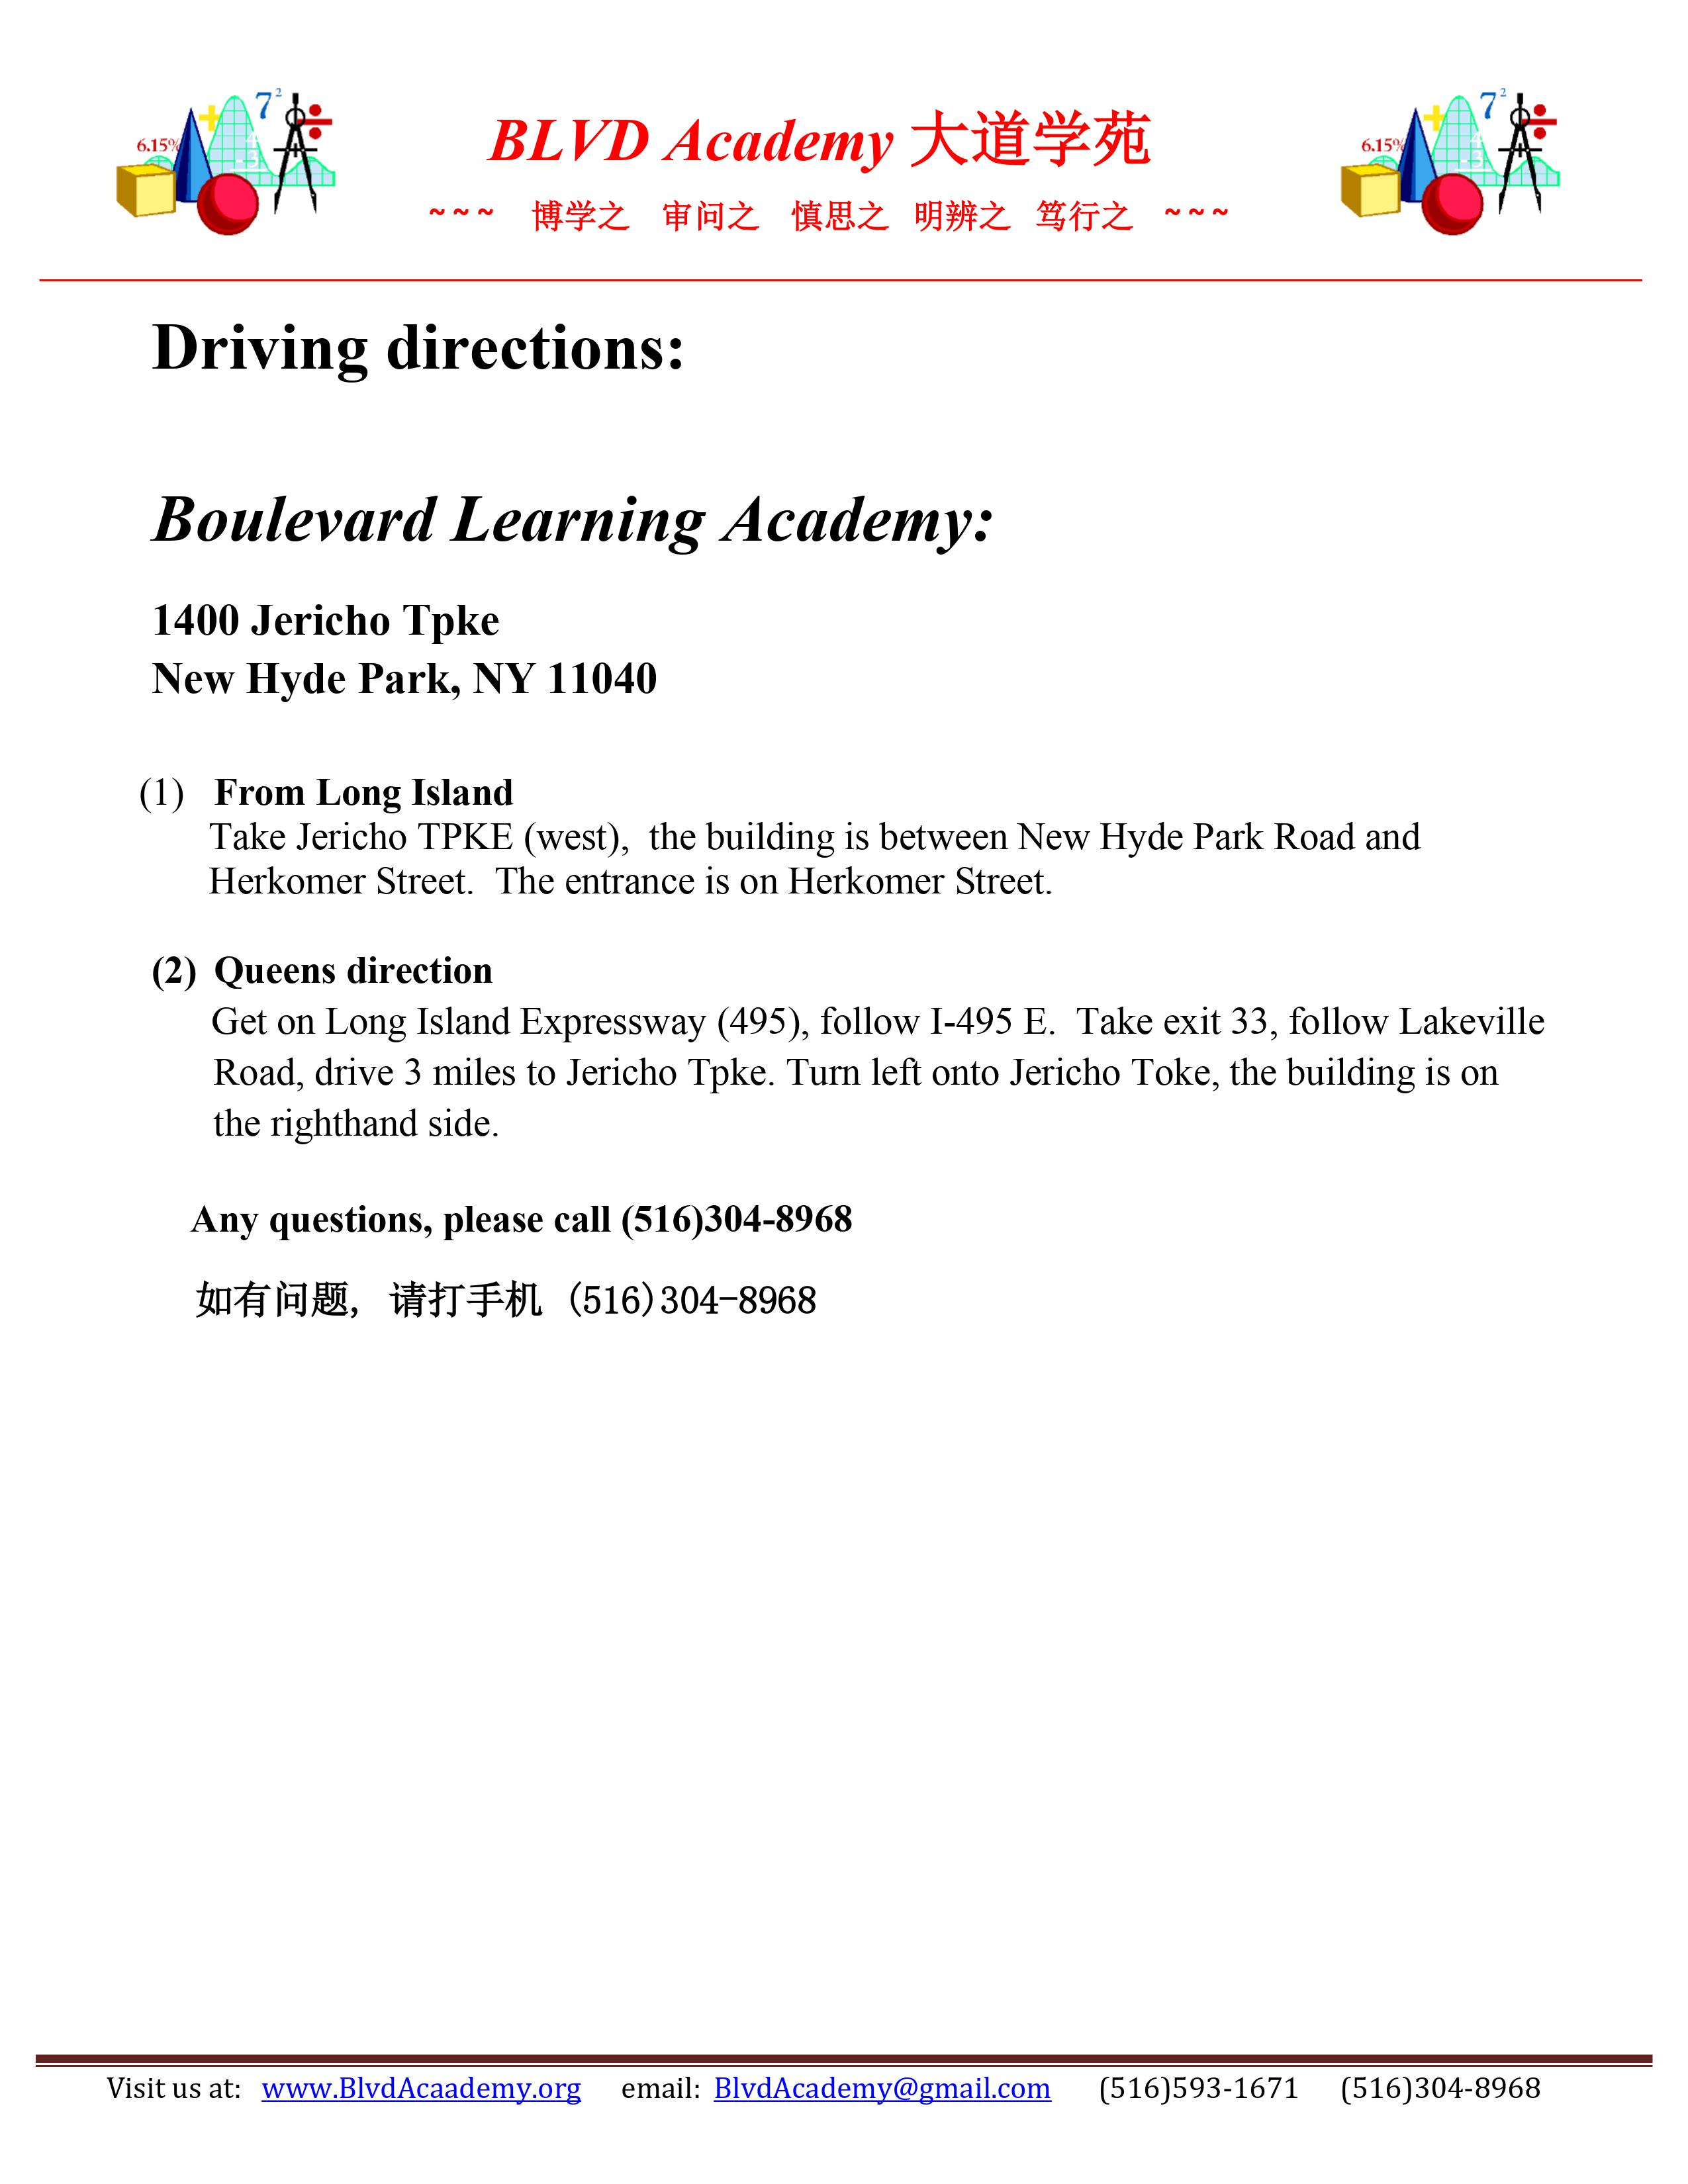 6.15% 7²
BLVD Academy 大道学苑
6.15% 7²
~ ~ ~ 博学之 审问之 慎思之 明辨之 笃行之 ~ ~ ~
Driving directions:
Boulevard Learning Academy:
1400 Jericho Tpke
New Hyde Park, NY 11040
(1) From Long Island
Take Jericho TPKE (west), the building is between New Hyde Park Road and
Herkomer Street. The entrance is on Herkomer Street.
(2) Queens direction
Get on Long Island Expressway (495), follow I-495 E. Take exit 33, follow Lakeville
Road, drive 3 miles to Jericho Tpke. Turn left onto Jericho Toke, the building is on
the righthand side.
Any questions, please call (516)304-8968
如有问题, 请打手机 (516)304-8968
Visit us at: www.BlvdAcaademy.org email: BlvdAcademy@gmail.com (516)593-1671 (516)304-8968